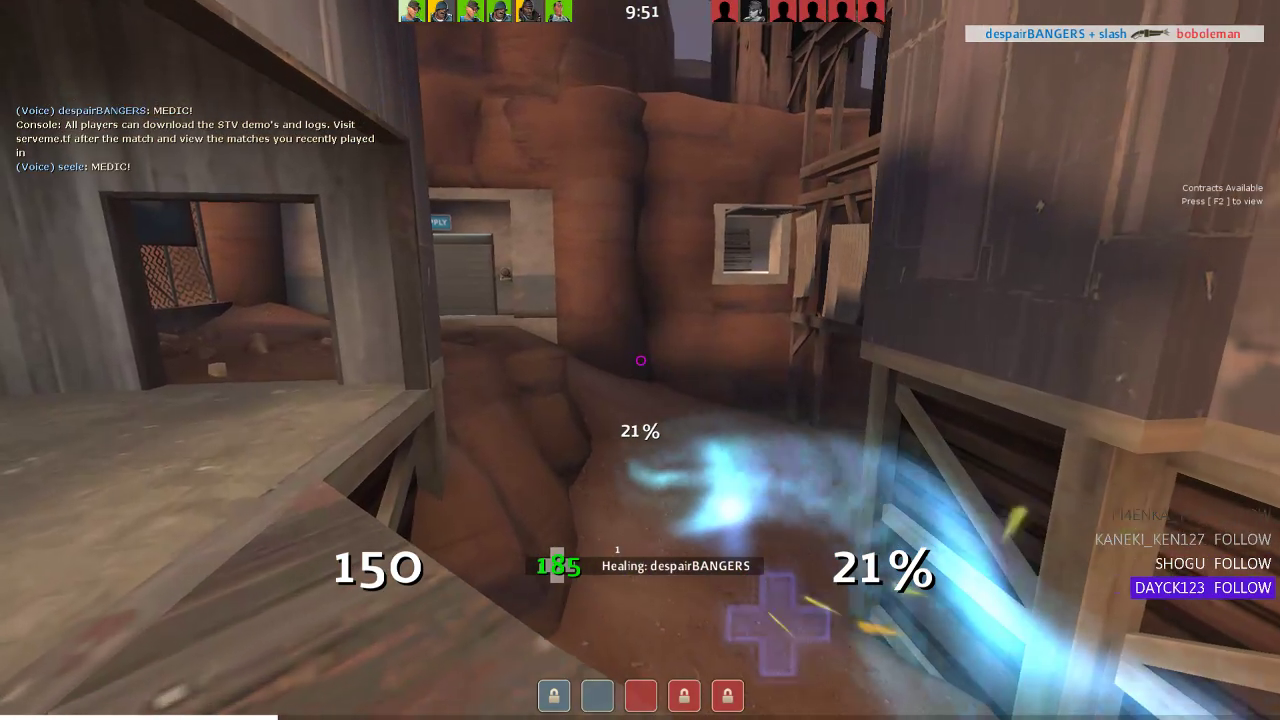 9:51
despairBANGERS + slash boboleman
(Voice) despairBANGERS: MEDIC!
Console: All players can download the STV demo's and logs. Visit
serveme.tf after the match and view the matches you recently played
in
(Voice) seele: MEDIC!
Contracts Available
Press [ F2 ] to view
21%
1
150
185
Healing: despairBANGERS
21%
KANEKI_KEN127 FOLLOW
SHOGU FOLLOW
DAYCK123 FOLLOW